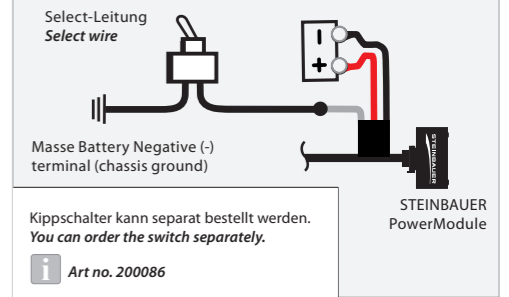 Select-Leitung
Select wire
-
+
Masse Battery Negative (-)
terminal (chassis ground)
STEINBAUER
STEINBAUER
PowerModule
Kippschalter kann separat bestellt werden.
You can order the switch separately.
i Art no. 200086